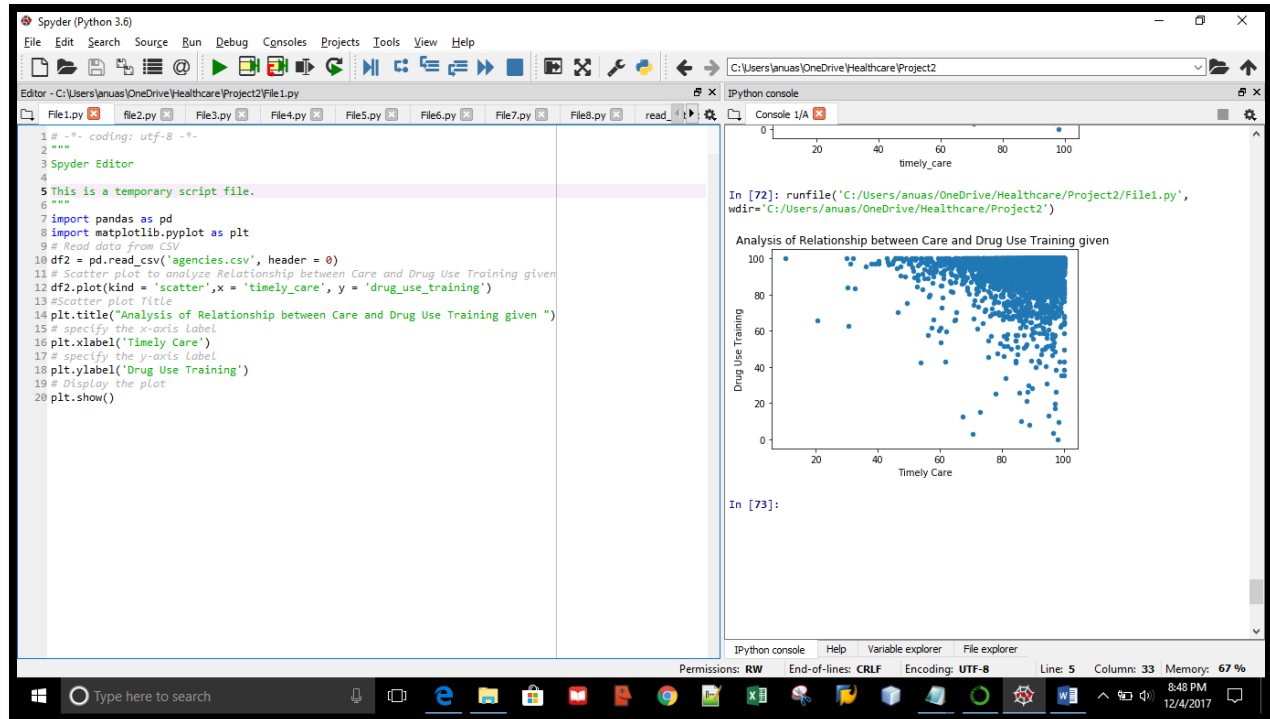 Spyder (Python 3.6)
File Edit Search Source Run Debug Consoles Projects Tools View Help
C:\Users\anuas\OneDrive\Healthcare\Project2
Editor - C:\Users\anuas\OneDrive\Healthcare\Project2\File1.py
File1.py file2.py File3.py File4.py File5.py File6.py File7.py File8.py read_
1 # -*- coding: utf-8 -*-
2 """
3 Spyder Editor
4
5 This is a temporary script file.
6 """
7 import pandas as pd
8 import matplotlib.pyplot as plt
9 # Read data from CSV
10 df2 = pd.read_csv('agencies.csv', header = 0)
11 # Scatter plot to analyze Relationship between Care and Drug Use Training given
12 df2.plot(kind = 'scatter',x = 'timely_care', y = 'drug_use_training')
13 #Scatter plot Title
14 plt.title("Analysis of Relationship between Care and Drug Use Training given ")
15 # specify the x-axis label
16 plt.xlabel('Timely Care')
17 # specify the y-axis label
18 plt.ylabel('Drug Use Training')
19 # Display the plot
20 plt.show()
IPython console
Console 1/A
0
20 40 60 80 100
timely_care
In [72]: runfile('C:/Users/anuas/OneDrive/Healthcare/Project2/File1.py',
wdir='C:/Users/anuas/OneDrive/Healthcare/Project2')
Analysis of Relationship between Care and Drug Use Training given
100
80
60
40
20
0
Drug Use Training
20 40 60 80 100
Timely Care
In [73]:
IPython console Help Variable explorer File explorer
Permissions: RW End-of-lines: CRLF Encoding: UTF-8 Line: 5 Column: 33 Memory: 67 %
Type here to search
8:48 PM
12/4/2017